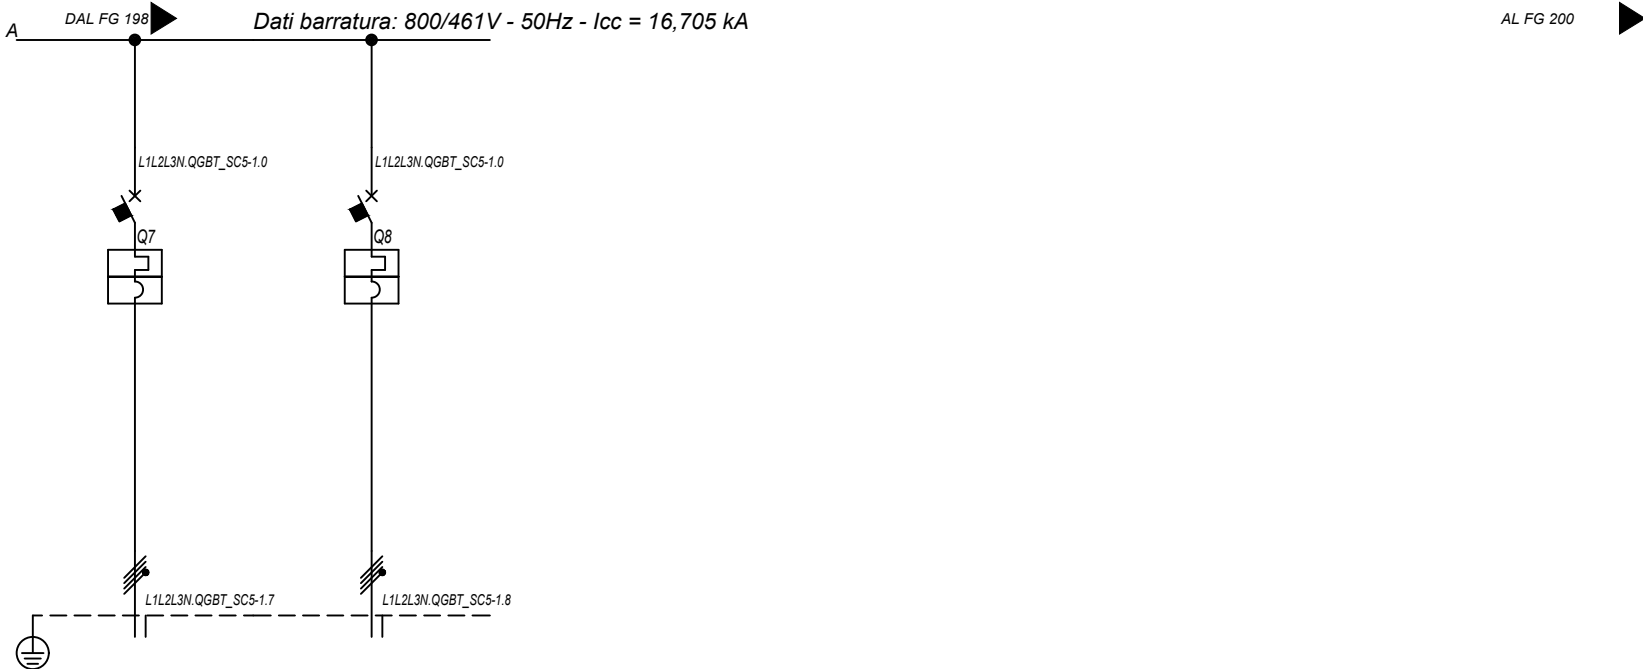 DAL FG 198
Dati barratura: 800/461V - 50Hz - Icc = 16,705 kA
AL FG 200
A
L1L2L3N.QGBT_SC5-1.0
L1L2L3N.QGBT_SC5-1.0
Q7
Q8
L1L2L3N.QGBT_SC5-1.7
L1L2L3N.QGBT_SC5-1.8